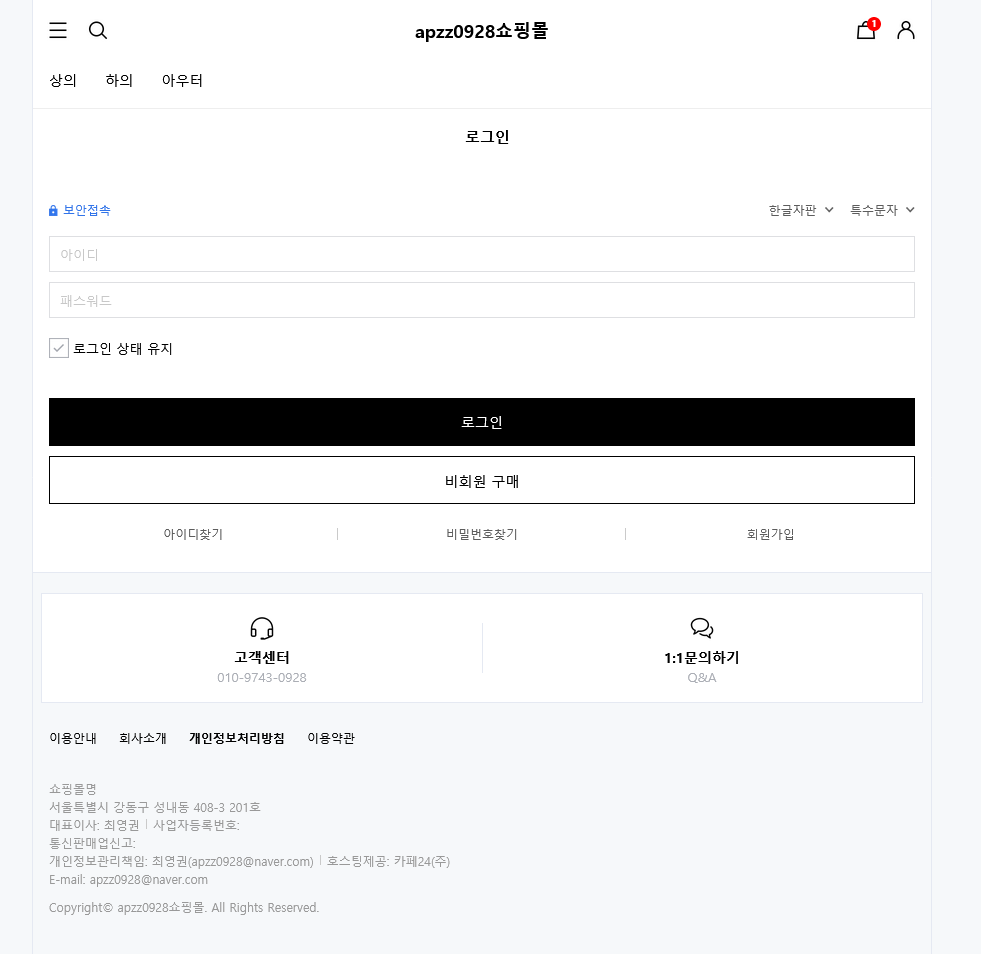 apzz0928쇼핑몰
1
상의 하의 아우터
로그인
보안접속 한글자판 특수문자
아이디
패스워드
로그인 상태 유지
로그인
비회원 구매
아이디찾기 비밀번호찾기 회원가입
고객센터 1:1문의하기
010-9743-0928 Q&A
이용안내 회사소개 개인정보처리방침 이용약관
쇼핑몰명
서울특별시 강동구 성내동 408-3 201호
대표이사: 최영권 | 사업자등록번호:
통신판매업신고:
개인정보관리책임: 최영권(apzz0928@naver.com) | 호스팅제공: 카페24(주)
E-mail: apzz0928@naver.com
Copyright© apzz0928쇼핑몰. All Rights Reserved.